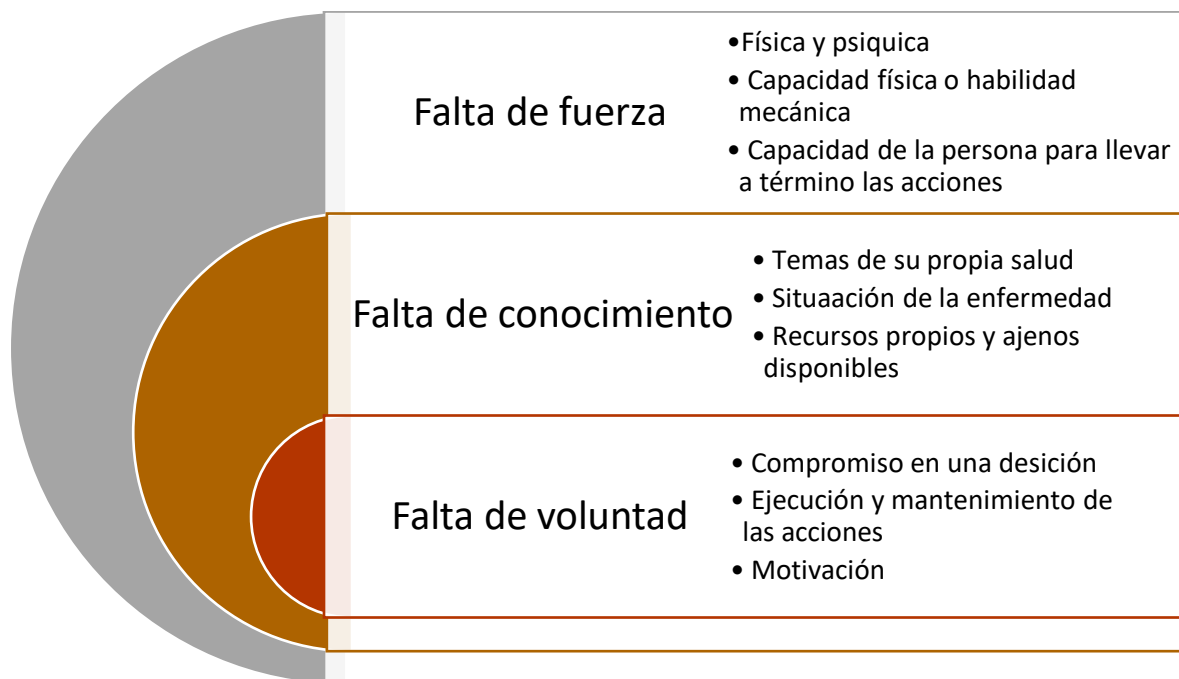 Falta de fuerza
•Física y psiquica
• Capacidad física o habilidad
mecánica
• Capacidad de la persona para llevar
a término las acciones
Falta de conocimiento
• Temas de su propia salud
• Situaación de la enfermedad
• Recursos propios y ajenos
disponibles
Falta de voluntad
• Compromiso en una desición
• Ejecución y mantenimiento de
las acciones
• Motivación